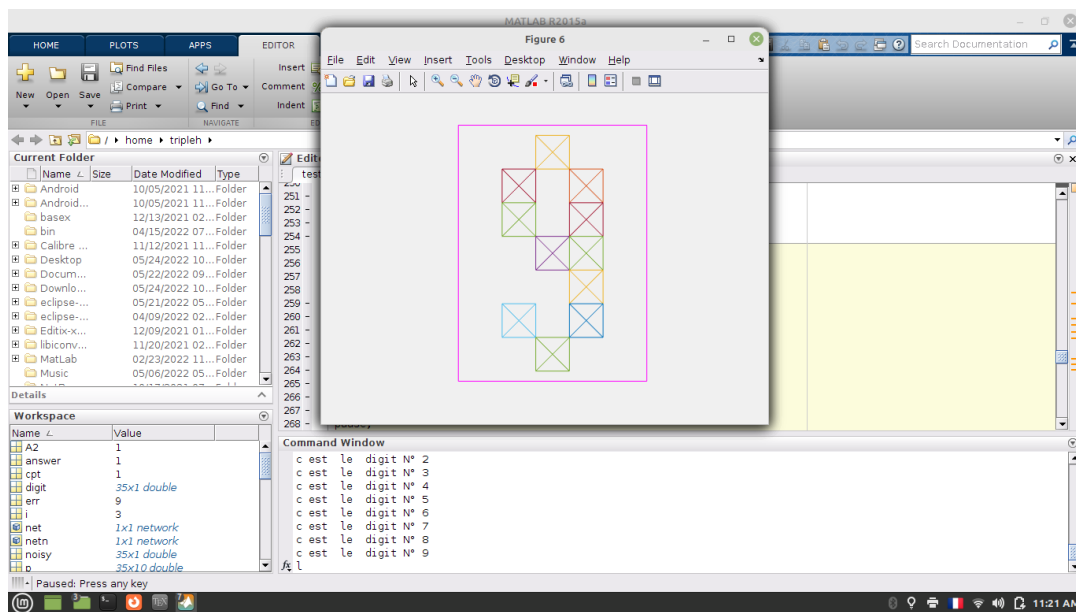 MATLAB R2015a
HOME PLOTS APPS EDITOR
Search Documentation
New Open Save
Find Files
Compare
Print
Go To
Find
Insert
Comment
Indent
FILE NAVIGATE
/ home tripleh
Figure 6
File Edit View Insert Tools Desktop Window Help
Current Folder
Name Size Date Modified Type
Android 10/05/2021 11... Folder
Android... 10/05/2021 11... Folder
basex 12/13/2021 02... Folder
bin 04/15/2022 07... Folder
Calibre ... 11/12/2021 11... Folder
Desktop 05/24/2022 10... Folder
Docum... 05/22/2022 09... Folder
Downlo... 05/24/2022 10... Folder
eclipse-... 05/21/2022 05... Folder
eclipse-... 04/09/2022 02... Folder
Editix-x... 12/09/2021 01... Folder
libiconv... 11/20/2021 02... Folder
MatLab 02/23/2022 11... Folder
Music 05/06/2022 05... Folder
Details
Workspace
Name Value
A2 1
answer 1
cpt 1
digit 35x1 double
err 9
i 3
net 1x1 network
netn 1x1 network
noisy 35x1 double
p 35x10 double
251 -
252 -
253 -
254 -
255
256
257
258
259 -
260 -
261 -
262 -
263 -
264 -
265 -
266 -
267 -
268 -
Command Window
c est le digit N° 2
c est le digit N° 3
c est le digit N° 4
c est le digit N° 5
c est le digit N° 6
c est le digit N° 7
c est le digit N° 8
c est le digit N° 9
fx l
Paused: Press any key
11:21 AM